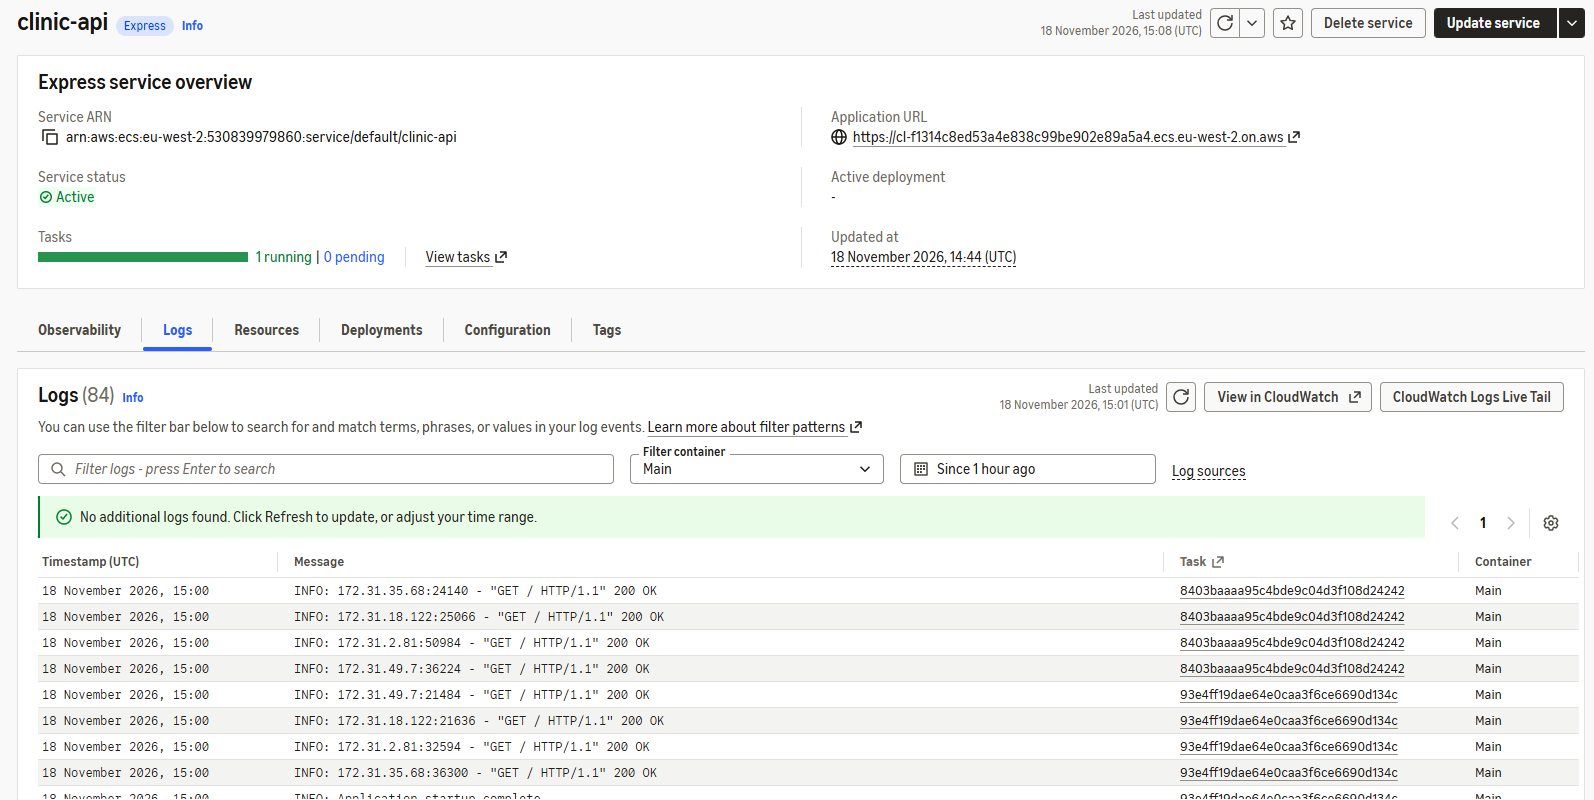 clinic-api Express Info
Last updated
18 November 2026, 15:08 (UTC)
Delete service
Update service
Express service overview
Service ARN
arn:aws:ecs:eu-west-2:530839979860:service/default/clinic-api
Application URL
https://cl-f1314c8ed53a4e838c99be902e89a5a4.ecs.eu-west-2.on.aws
Service status
Active
Active deployment
-
Tasks
1 running | 0 pending
View tasks
Updated at
18 November 2026, 14:44 (UTC)
Observability Logs Resources Deployments Configuration Tags
Logs (84) Info
Last updated
18 November 2026, 15:01 (UTC)
View in CloudWatch
CloudWatch Logs Live Tail
You can use the filter bar below to search for and match terms, phrases, or values in your log events. Learn more about filter patterns
Filter logs - press Enter to search
Filter container
Main
Since 1 hour ago
Log sources
No additional logs found. Click Refresh to update, or adjust your time range.
1
Timestamp (UTC) Message Task Container
18 November 2026, 15:00 INFO: 172.31.35.68:24140 - "GET / HTTP/1.1" 200 OK 8403baaaa95c4bde9c04d3f108d24242 Main
18 November 2026, 15:00 INFO: 172.31.18.122:25066 - "GET / HTTP/1.1" 200 OK 8403baaaa95c4bde9c04d3f108d24242 Main
18 November 2026, 15:00 INFO: 172.31.2.81:50984 - "GET / HTTP/1.1" 200 OK 8403baaaa95c4bde9c04d3f108d24242 Main
18 November 2026, 15:00 INFO: 172.31.49.7:36224 - "GET / HTTP/1.1" 200 OK 8403baaaa95c4bde9c04d3f108d24242 Main
18 November 2026, 15:00 INFO: 172.31.49.7:21484 - "GET / HTTP/1.1" 200 OK 93e4ff19dae64e0caa3f6ce6690d134c Main
18 November 2026, 15:00 INFO: 172.31.18.122:21636 - "GET / HTTP/1.1" 200 OK 93e4ff19dae64e0caa3f6ce6690d134c Main
18 November 2026, 15:00 INFO: 172.31.2.81:32594 - "GET / HTTP/1.1" 200 OK 93e4ff19dae64e0caa3f6ce6690d134c Main
18 November 2026, 15:00 INFO: 172.31.35.68:36300 - "GET / HTTP/1.1" 200 OK 93e4ff19dae64e0caa3f6ce6690d134c Main
18 November 2026, 15:00 INFO: Application startup complete. 93e4ff19dae64e0caa3f6ce6690d134c Main